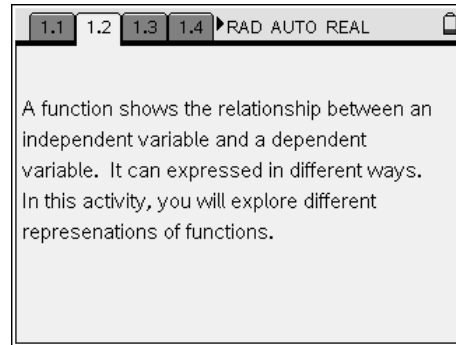 1.1 1.2 1.3 1.4 RAD AUTO REAL
A function shows the relationship between an
independent variable and a dependent
variable. It can expressed in different ways.
In this activity, you will explore different
represenations of functions.